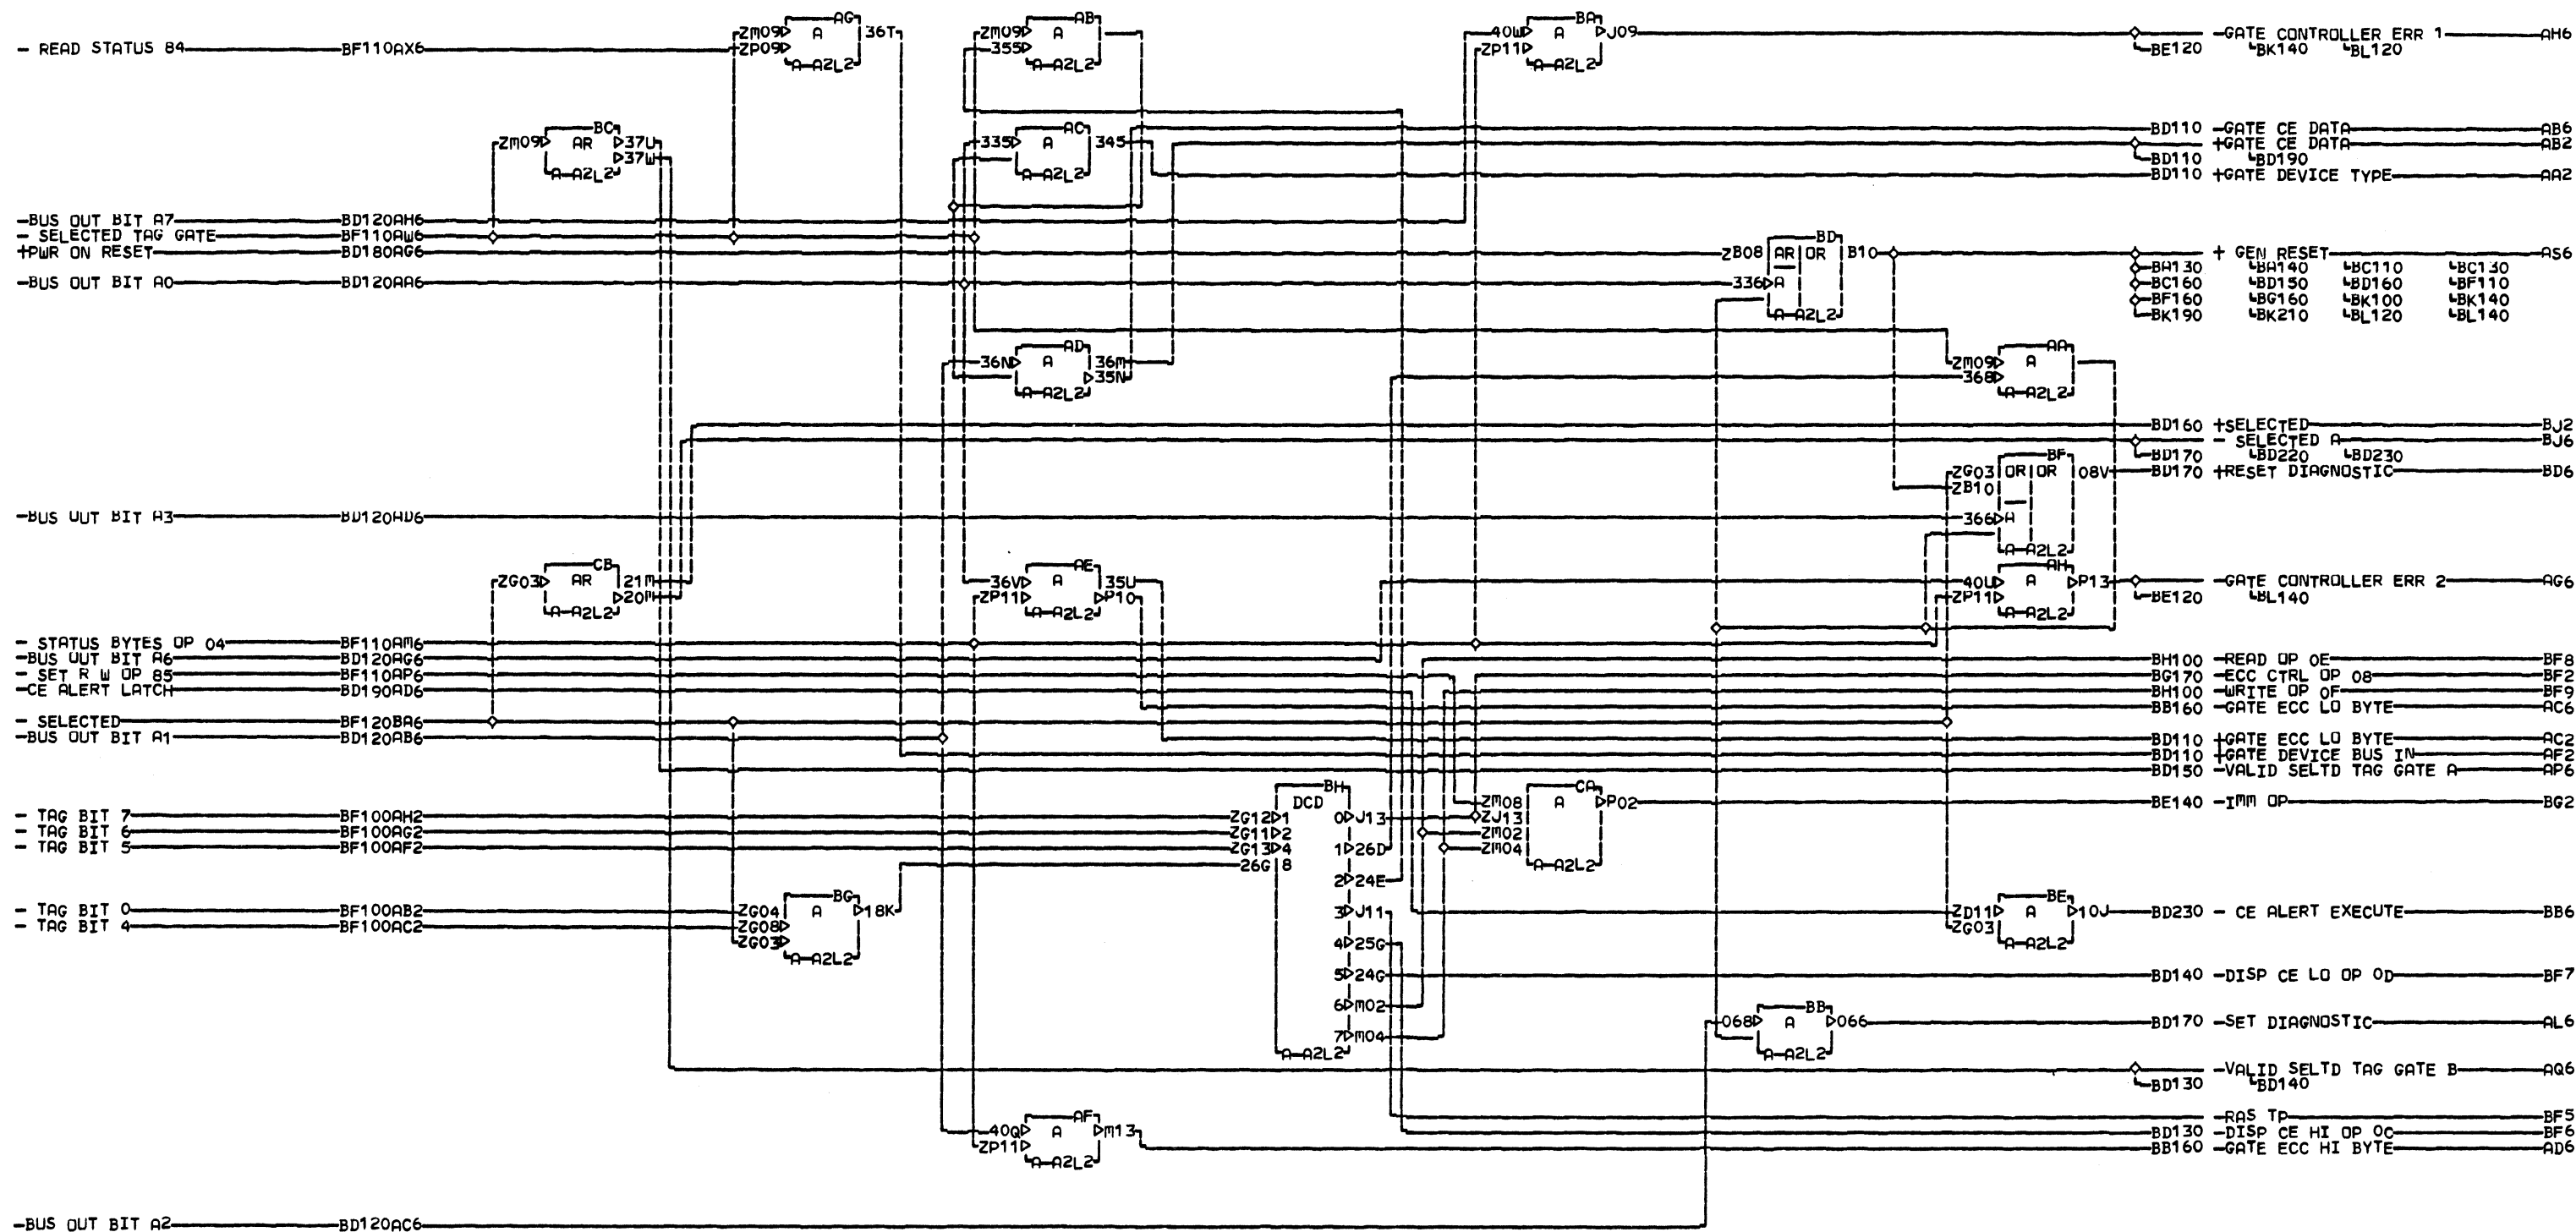 AG
ZM09 A 36T
- READ STATUS 84 BF110AX6 ZP09
A-A2L2
AB
ZM09 A
355
A-A2L2
BA
40W A J09 -GATE CONTROLLER ERR 1 AH6
ZP11 BE120 BK140 BL120
A-A2L2
BC
ZM09 AR 37U
37W
A-A2L2
AC
335 A 345
A-A2L2
BD110 -GATE CE DATA AB6
+GATE CE DATA AB2
BD110 BD190
BD110 +GATE DEVICE TYPE AA2
-BUS OUT BIT A7 BD120AH6
- SELECTED TAG GATE BF110AW6
+PWR ON RESET BD180AG6
-BUS OUT BIT A0 BD120AA6
BD
ZB08 AR OR B10 + GEN RESET AS6
336 A
A-A2L2
BA130 BA140 BC110 BC130
BC160 BD150 BD160 BF110
BF160 BG160 BK100 BK140
BK190 BK210 BL120 BL140
AD
36N A 36M
35N
A-A2L2
AA
ZM09 A
368
A-A2L2
BD160 +SELECTED BJ2
- SELECTED A BJ6
BD170 BD220 BD230
BF
ZG03 OR OR 08V BD170 +RESET DIAGNOSTIC BD6
ZB10
-BUS OUT BIT A3 BD120AD6 366 A
A-A2L2
CB
ZG03 AR 21M
20M
A-A2L2
AE
36V A 35U
ZP11 P10
A-A2L2
AH
40U A P13 -GATE CONTROLLER ERR 2 AG6
ZP11 BE120 BL140
A-A2L2
- STATUS BYTES OP 04 BF110AM6
-BUS OUT BIT A6 BD120AG6 BH100 -READ OP 0E BF8
- SET R W OP 85 BF110AP6 BG170 -ECC CTRL OP 08 BF2
-CE ALERT LATCH BD190AD6 BH100 -WRITE OP 0F BF9
BB160 -GATE ECC LO BYTE AC6
- SELECTED BF120BA6
-BUS OUT BIT A1 BD120AB6 BD110 +GATE ECC LO BYTE AC2
BD110 +GATE DEVICE BUS IN AF2
BD150 -VALID SELTD TAG GATE A AP6
BH
DCD
- TAG BIT 7 BF100AH2 ZG12 1 0 J13
- TAG BIT 6 BF100AG2 ZG11 2
- TAG BIT 5 BF100AF2 ZG13 4 1 26D
26G 8
2 24E
3 J11
4 25G
5 24G
6 M02
7 M04
A-A2L2
CA
ZM08 A P02 BE140 -IMM OP BG2
ZJ13
ZM02
ZM04
A-A2L2
BG
- TAG BIT 0 BF100AB2 ZG04 A 18K
- TAG BIT 4 BF100AC2 ZG08
ZG03
A-A2L2
BE
ZD11 A 10J BD230 - CE ALERT EXECUTE BB6
ZG03
A-A2L2
BD140 -DISP CE LO OP 0D BF7
BB
068 A 066 BD170 -SET DIAGNOSTIC AL6
A-A2L2
-VALID SELTD TAG GATE B AQ6
BD130 BD140
AF
40Q A M13
ZP11
A-A2L2
-RAS TP BF5
BD130 -DISP CE HI OP 0C BF6
BB160 -GATE ECC HI BYTE AD6
-BUS OUT BIT A2 BD120AC6